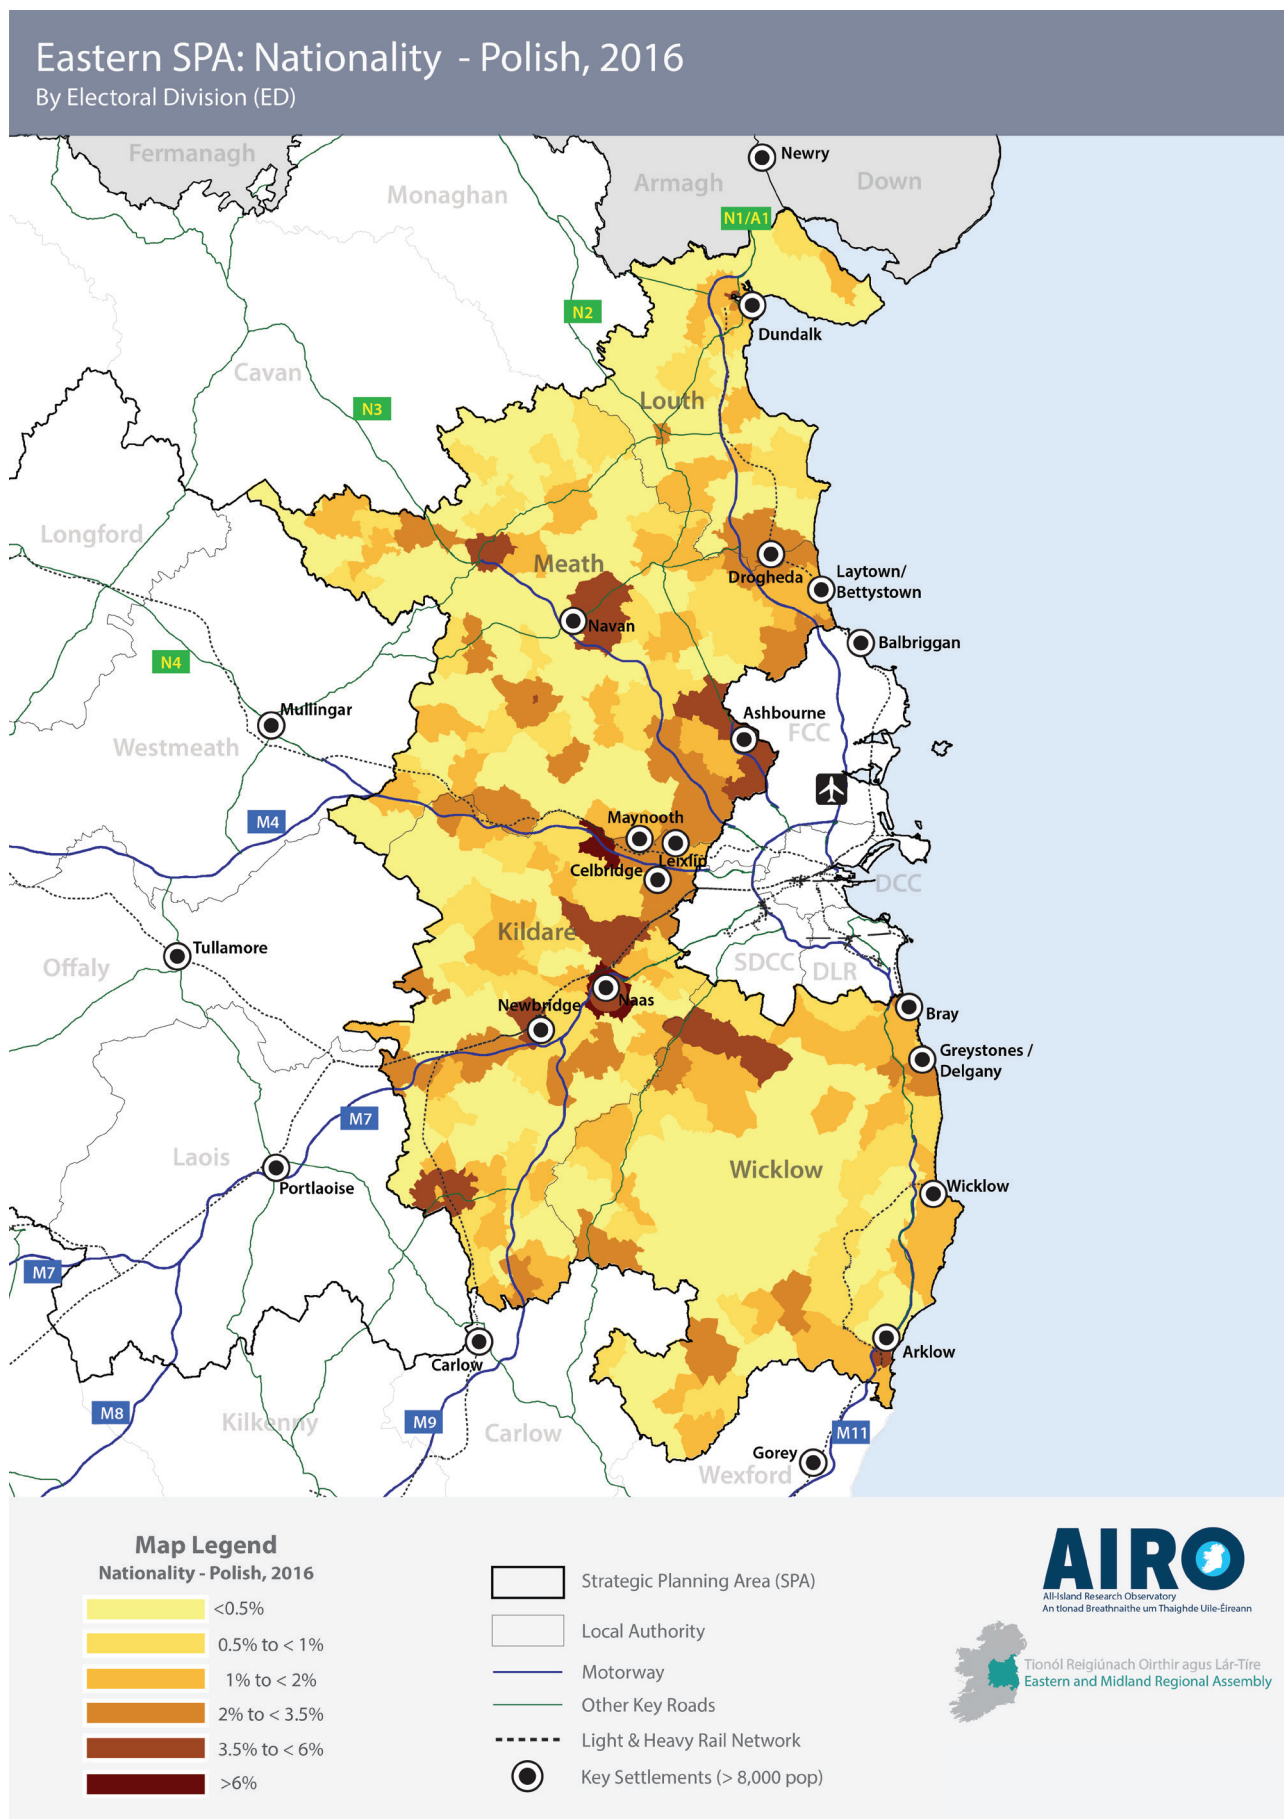 Eastern SPA: Nationality - Polish, 2016
By Electoral Division (ED)
Fermanagh
Monaghan
Armagh
Newry
Down
N1/A1
N2
Dundalk
Cavan
N3
Louth
Longford
Meath
Drogheda
Laytown/
Bettystown
Navan
Balbriggan
N4
Mullingar
Ashbourne
FCC
Westmeath
M4
Maynooth
Leixlip
Celbridge
DCC
Kildare
Tullamore
Offaly
SDCC
DLR
Newbridge
Naas
Bray
Greystones /
Delgany
M7
Laois
Wicklow
Portlaoise
Wicklow
M7
Carlow
Arklow
M8
Kilkenny
M9
Carlow
M11
Gorey
Wexford
Map Legend
Nationality - Polish, 2016
<0.5%
0.5% to < 1%
1% to < 2%
2% to < 3.5%
3.5% to < 6%
>6%
Strategic Planning Area (SPA)
Local Authority
Motorway
Other Key Roads
Light & Heavy Rail Network
Key Settlements (> 8,000 pop)
AIRO
All-Island Research Observatory
An tIonad Breathnaithe um Thaighde Uile-Éireann
Tionól Reigiúnach Oirthir agus Lár-Tíre
Eastern and Midland Regional Assembly